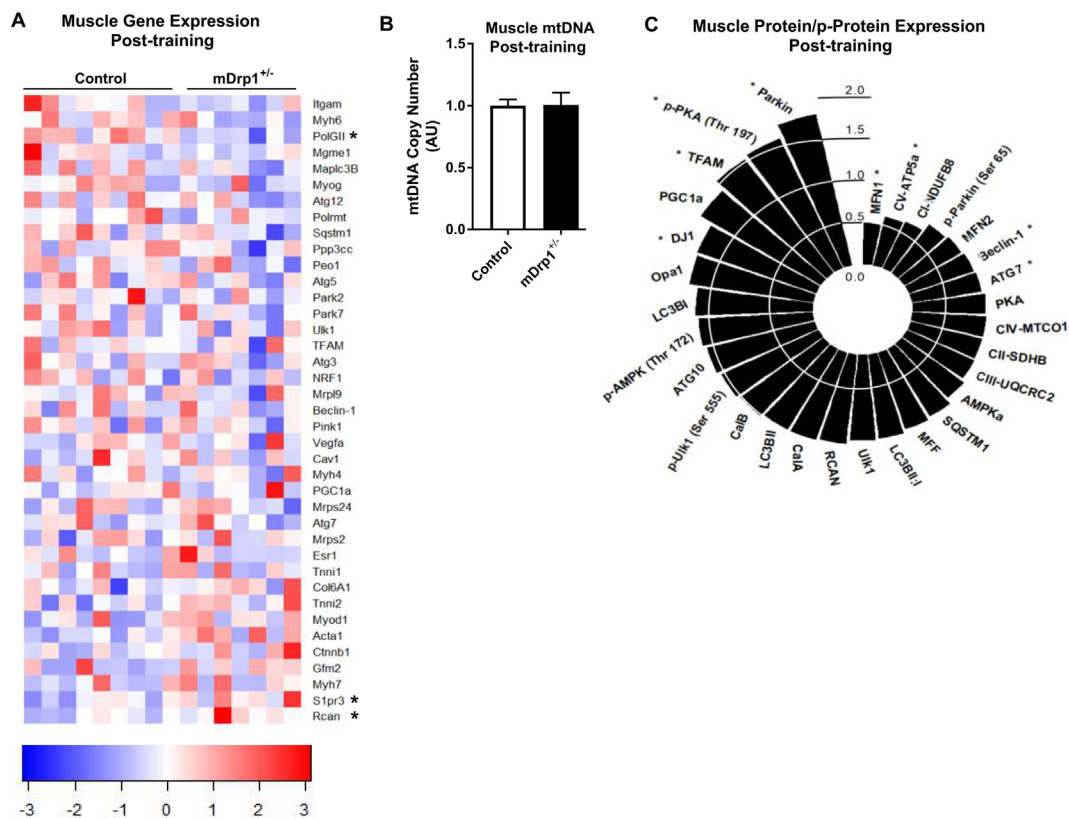 A
Muscle Gene Expression
Post-training
Control
mDrp1+/-
Itgam
Myh6
PolGII *
Mgme1
Maplc3B
Myog
Atg12
Polrmt
Sqstm1
Ppp3cc
Peo1
Atg5
Park2
Park7
Ulk1
TFAM
Atg3
NRF1
Mrpl9
Beclin-1
Pink1
Vegfa
Cav1
Myh4
PGC1a
Mrps24
Atg7
Mrps2
Esr1
Tnni1
Col6A1
Tnni2
Myod1
Acta1
Ctnnb1
Gfm2
Myh7
S1pr3 *
Rcan *
-3 -2 -1 0 1 2 3
B
Muscle mtDNA
Post-training
mtDNA Copy Number
(AU)
1.5
1.0
0.5
0.0
Control
mDrp1+/-
C
Muscle Protein/p-Protein Expression
Post-training
2.0
1.5
1.0
0.5
0.0
MFN1 *
CV-ATP5a *
CI-NDUFB8
p-Parkin (Ser 65)
MFN2
Beclin-1 *
ATG7 *
PKA
CIV-MTCO1
CII-SDHB
CIII-UQCRC2
AMPKa
SQSTM1
MFF
LC3BII:I
Ulk1
RCAN
CalA
LC3BII
CalB
p-Ulk1 (Ser 555)
ATG10
p-AMPK (Thr 172)
LC3BI
Opa1
* DJ1
PGC1a
* TFAM
* p-PKA (Thr 197)
* Parkin